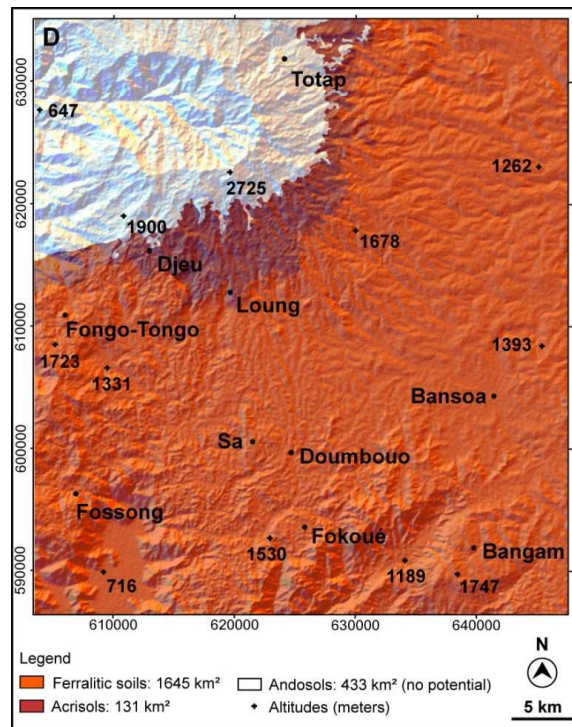 D
Totap
647
1262
2725
1900
1678
Djeu
Loung
Fongo-Tongo
1723
1331
1393
Bansoa
Sa
Doumbouo
Fossong
Fokoué
1530
Bangam
1189
716
1747
630000
620000
610000
600000
590000
610000 620000 630000 640000
Legend
Ferralitic soils: 1645 km²
Acrisols: 131 km²
Andosols: 433 km² (no potential)
Altitudes (meters)
N
5 km